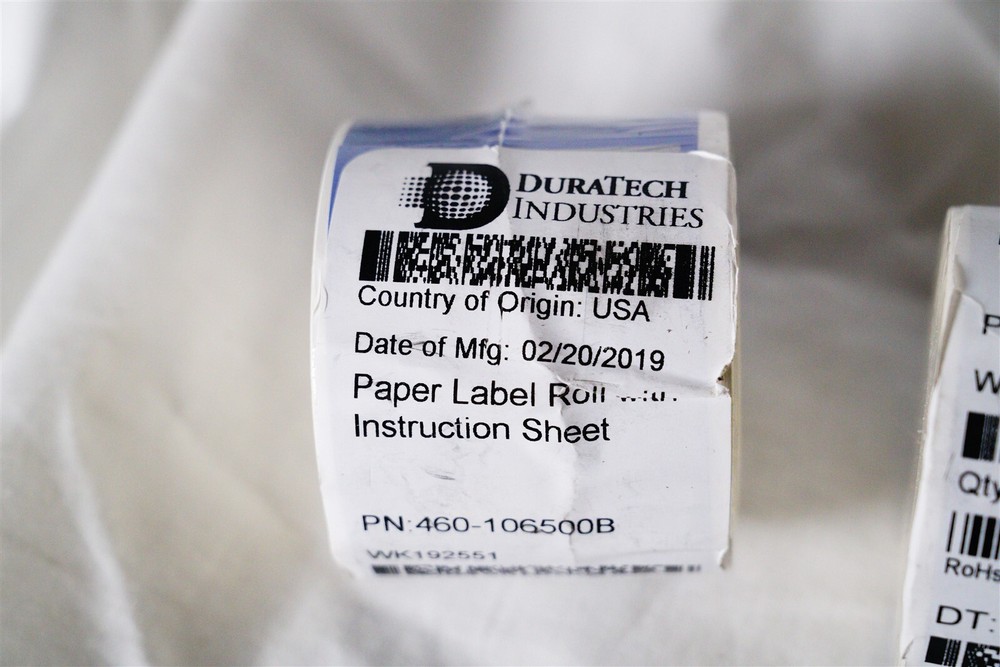 DURATECH
INDUSTRIES
Country of Origin: USA
Date of Mfg: 02/20/2019
Paper Label Roll with
Instruction Sheet
PN:460-106500B
WK192551
Qty
RoHs
DT: